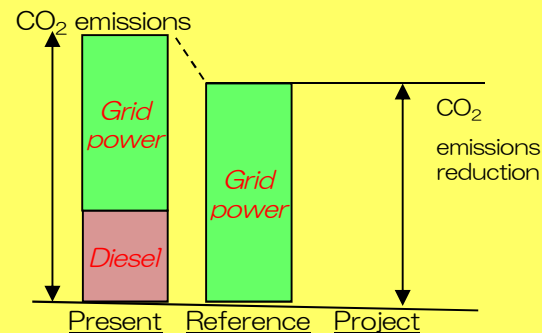 CO₂ emissions
Grid
power
Diesel
Grid
power
CO₂
emissions
reduction
Present Reference Project